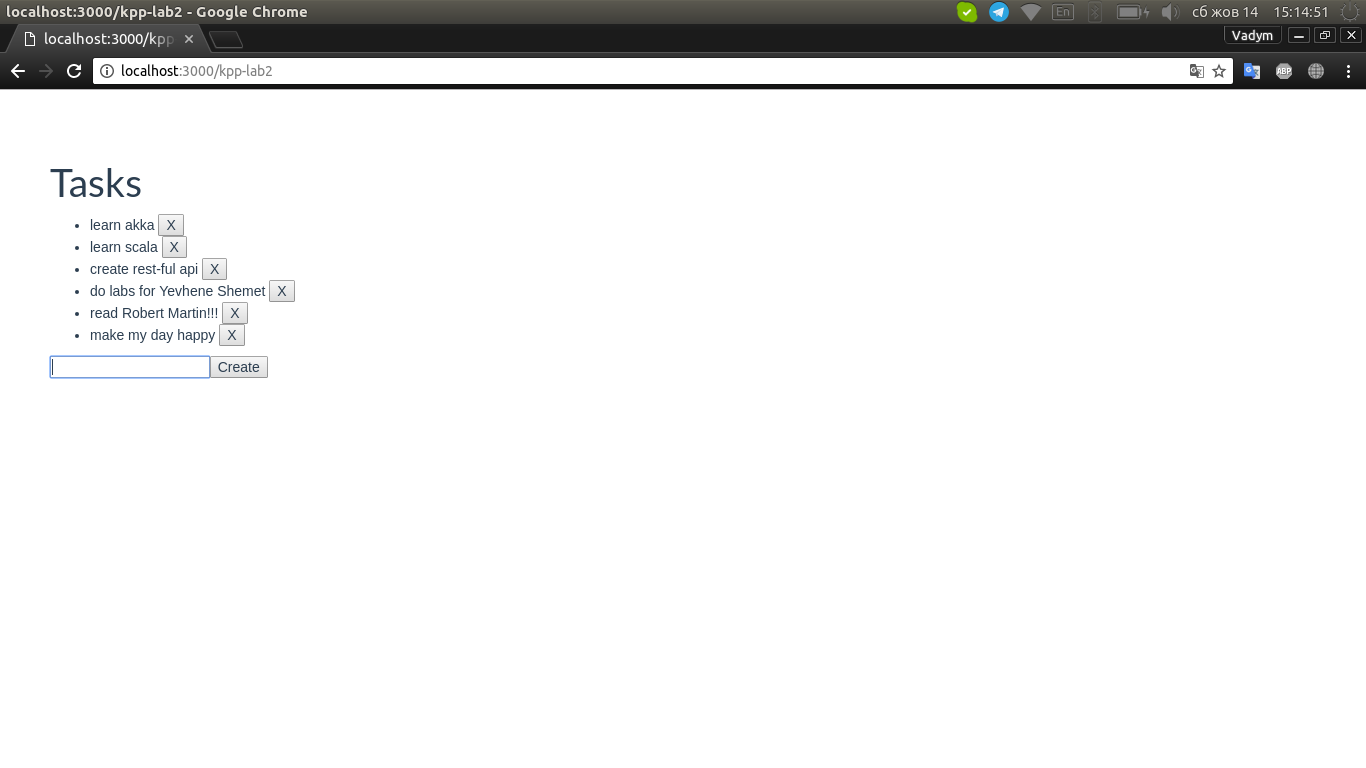 localhost:3000/kpp-lab2 - Google Chrome
En
сб жов 14 15:14:51
localhost:3000/kpp
Vadym
localhost:3000/kpp-lab2
ABP
Tasks
learn akka X
learn scala X
create rest-ful api X
do labs for Yevhene Shemet X
read Robert Martin!!! X
make my day happy X
Create